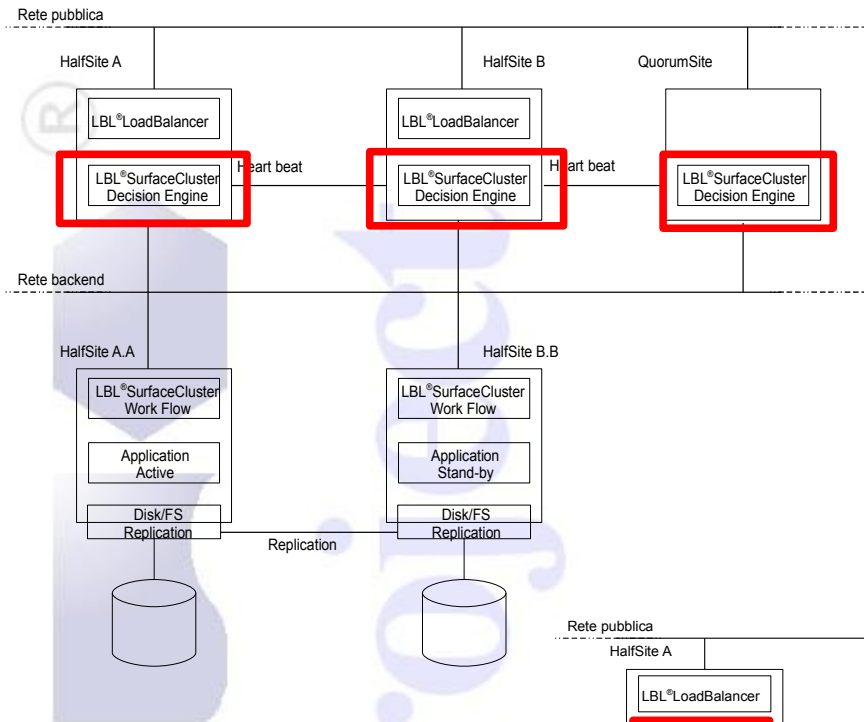 Rete pubblica
HalfSite A
HalfSite B
QuorumSite
LBL®LoadBalancer
LBL®LoadBalancer
Heart beat
Heart beat
LBL®SurfaceCluster
Decision Engine
LBL®SurfaceCluster
Decision Engine
LBL®SurfaceCluster
Decision Engine
Rete backend
HalfSite A.A
HalfSite B.B
LBL®SurfaceCluster
Work Flow
LBL®SurfaceCluster
Work Flow
Application
Active
Application
Stand-by
Disk/FS
Replication
Disk/FS
Replication
Replication
Rete pubblica
HalfSite A
LBL®LoadBalancer
®
oject